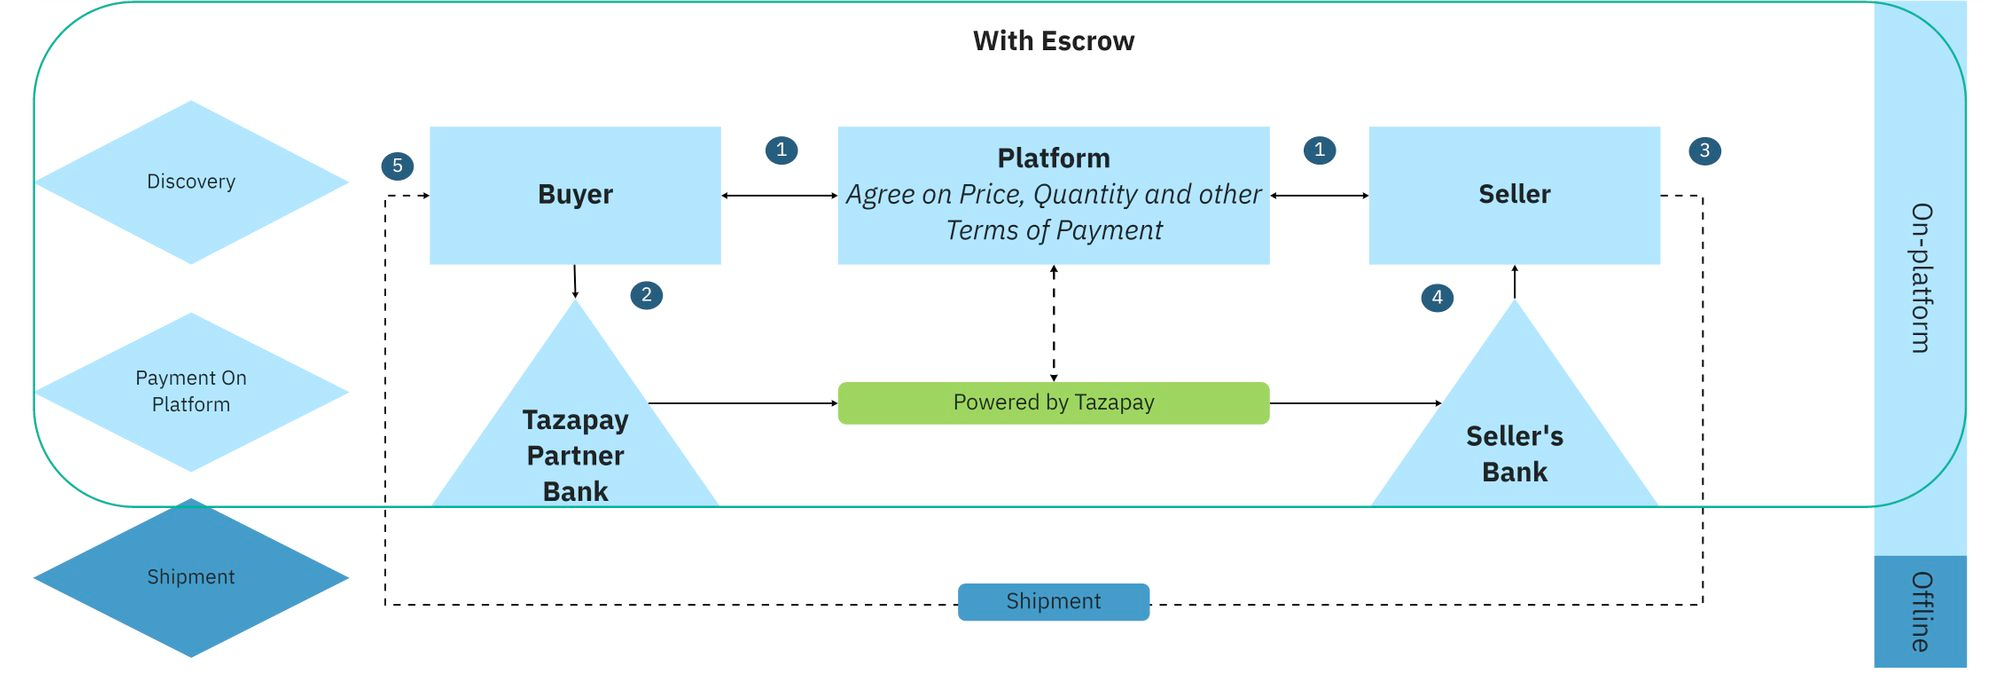 With Escrow
Discovery
5
Buyer
1
Platform
Agree on Price, Quantity and other
Terms of Payment
1
Seller
3
On-platform
2
4
Payment On
Platform
Tazapay
Partner
Bank
Powered by Tazapay
Seller's
Bank
Shipment
Shipment
Offline